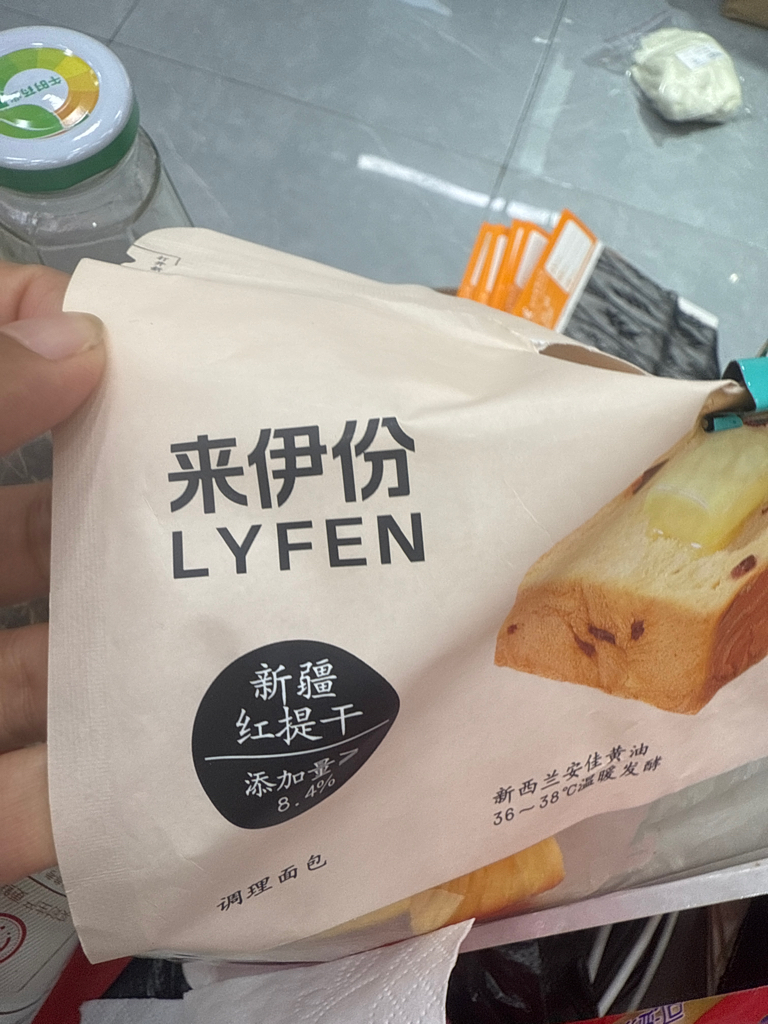 来伊份
LYFEN
新疆
红提干
添加量≥
8.4%
新西兰安佳黄油
36~38℃温暖发酵
调理面包